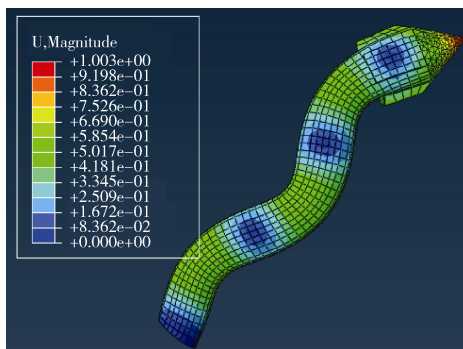 U,Magnitude
+1.003e+00
+9.198e−01
+8.362e−01
+7.526e−01
+6.690e−01
+5.854e−01
+5.017e−01
+4.181e−01
+3.345e−01
+2.509e−01
+1.672e−01
+8.362e−02
+0.000e+00